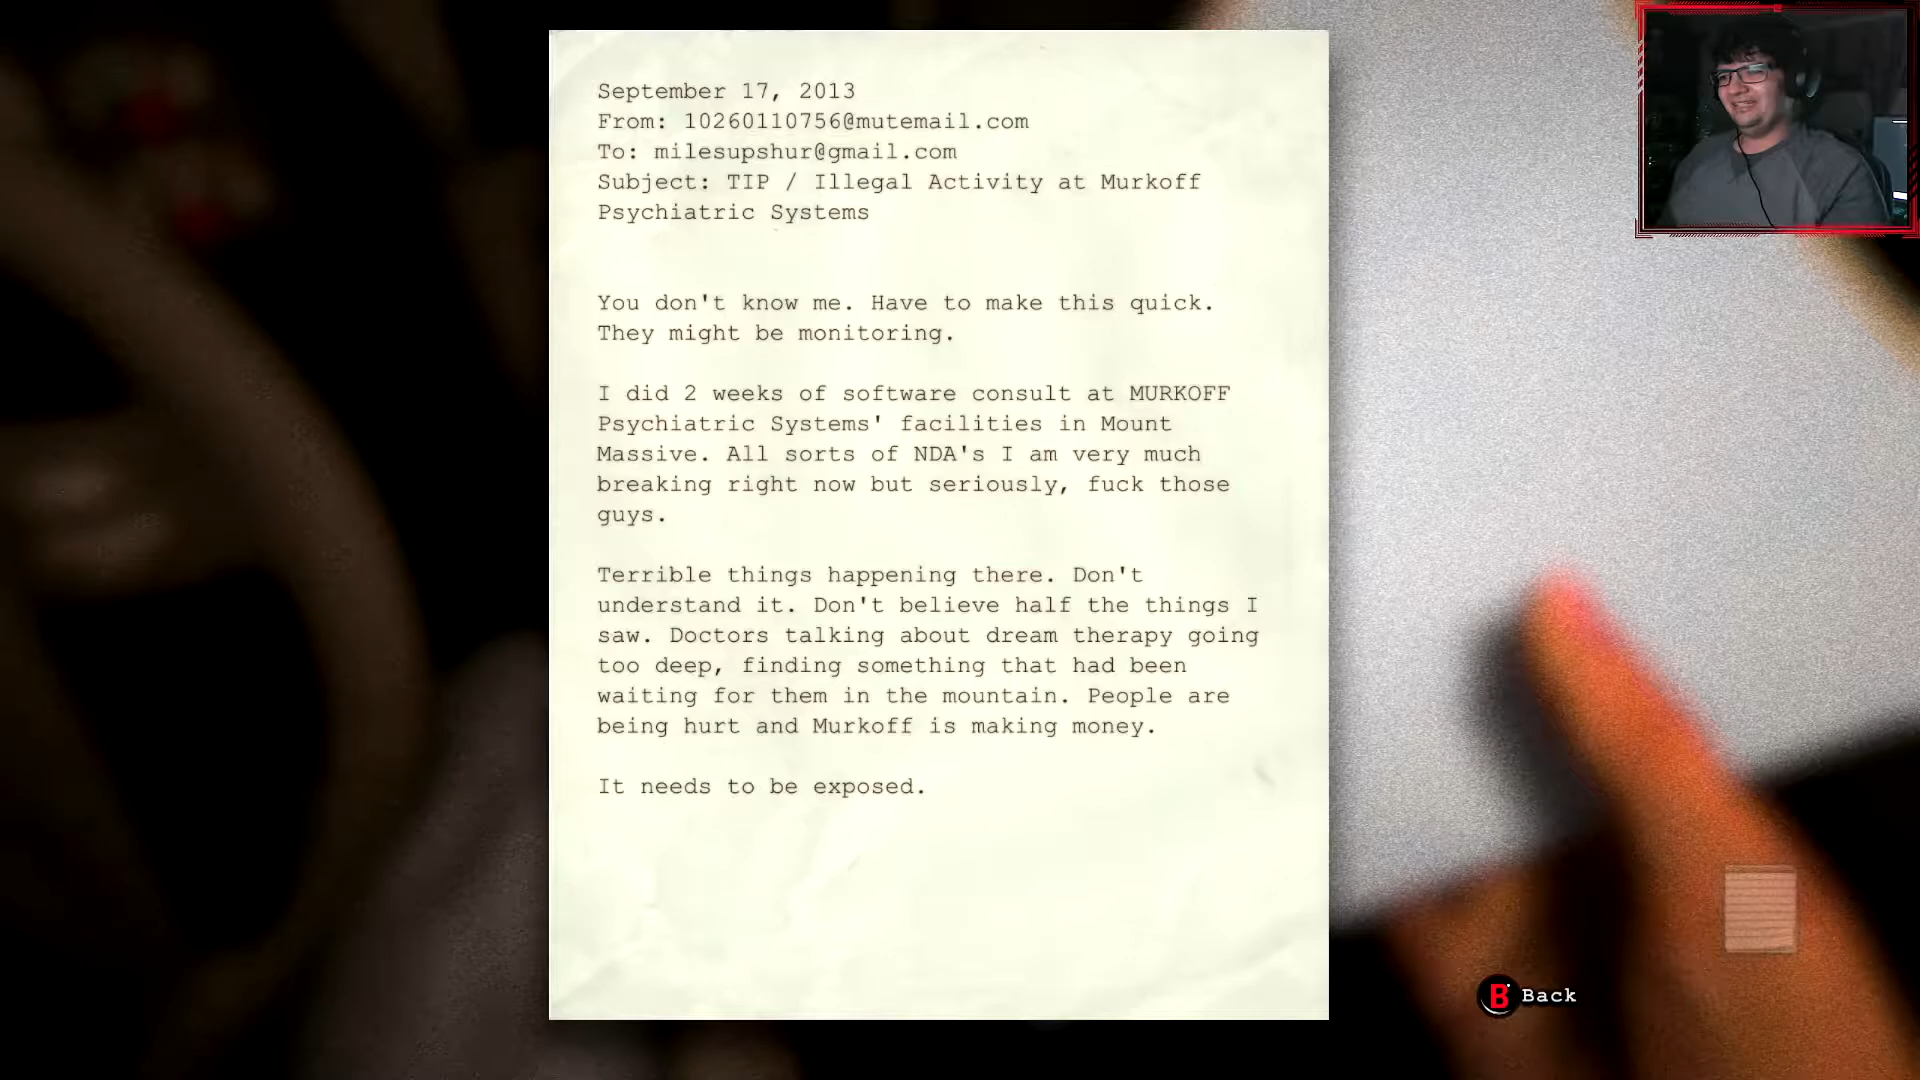 September 17, 2013
From: 10260110756@mutemail.com
To: milesupshur@gmail.com
Subject: TIP / Illegal Activity at Murkoff
Psychiatric Systems
You don't know me. Have to make this quick.
They might be monitoring.
I did 2 weeks of software consult at MURKOFF
Psychiatric Systems' facilities in Mount
Massive. All sorts of NDA's I am very much
breaking right now but seriously, fuck those
guys.
Terrible things happening there. Don't
understand it. Don't believe half the things I
saw. Doctors talking about dream therapy going
too deep, finding something that had been
waiting for them in the mountain. People are
being hurt and Murkoff is making money.
It needs to be exposed.
B Back